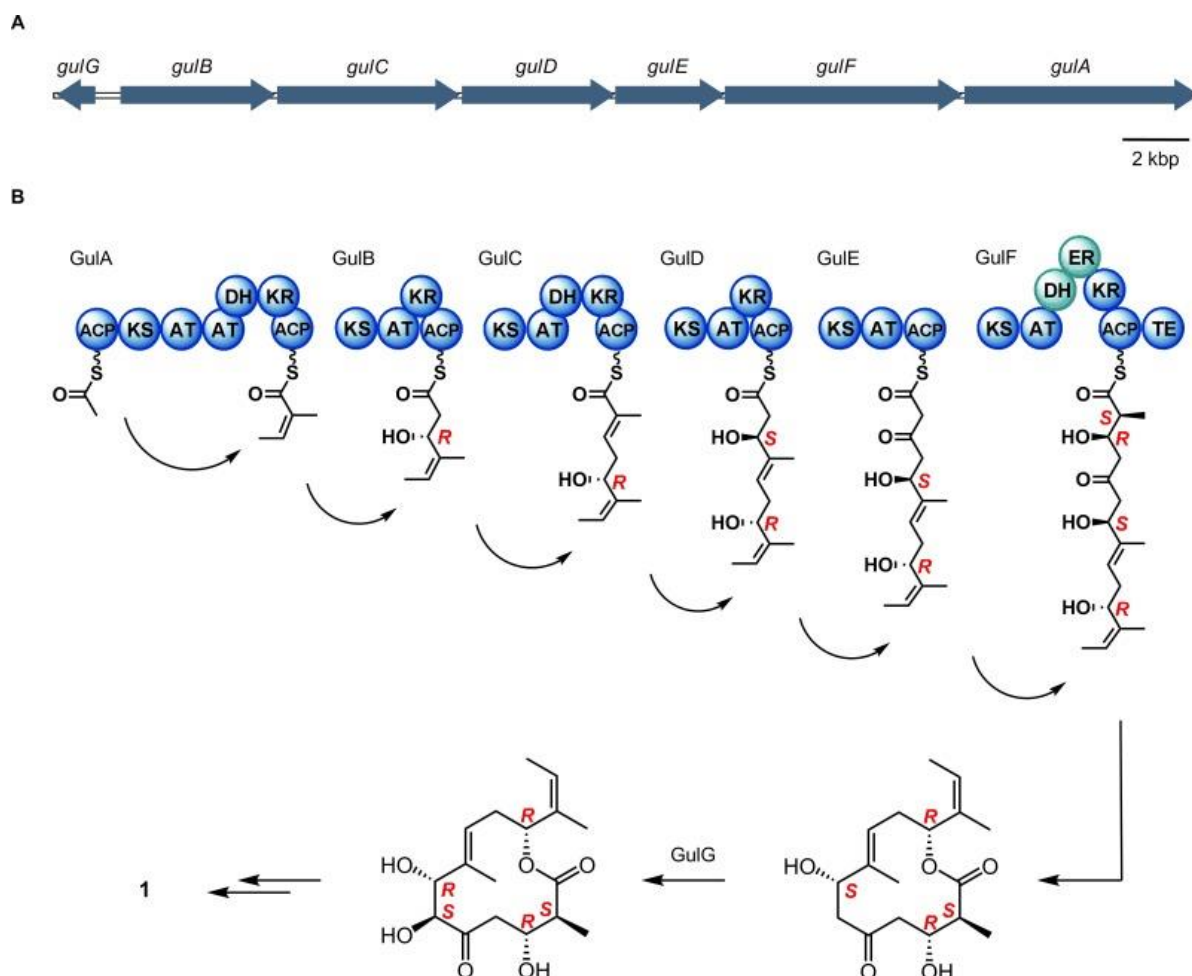 A
gulG gulB gulC gulD gulE gulF gulA
2 kbp
B
GulA GulB GulC GulD GulE GulF
ER
DH KR KR DH KR KR DH KR
ACP KS AT AT ACP KS AT ACP KS AT ACP KS AT ACP KS AT ACP KS AT ACP TE
S S S S S S S
O O O O O O O
HO R HO S O S
HO R
HO R HO S O
HO R HO S
HO R
HO R
R R
HO O O GulG HO O O
1 R S
S R S R S
HO
O OH O OH